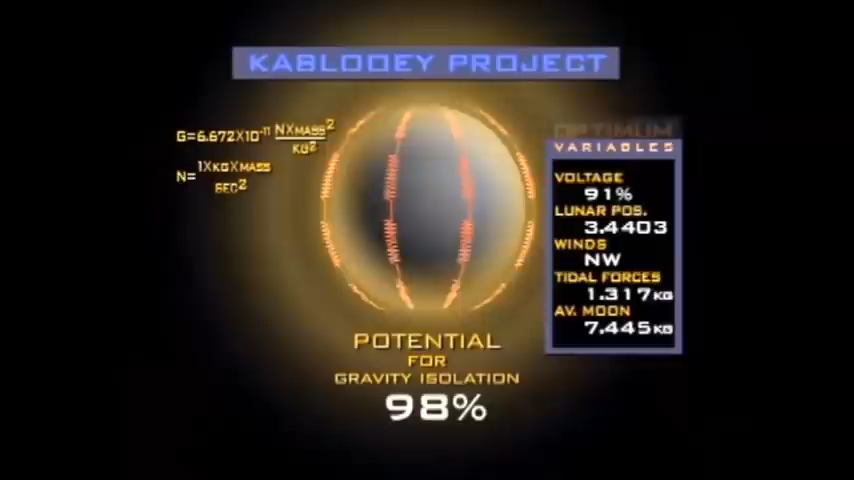 KABLOOEY PROJECT
G=6.672X10-11 NXMASS2
KG2
N= 1XKGXMASS
SEC2
OPTIMUM
VARIABLES
VOLTAGE
91%
LUNAR POS.
3.4403
WINDS
NW
TIDAL FORCES
1.317KG
AV. MOON
7.445KG
POTENTIAL
FOR
GRAVITY ISOLATION
98%